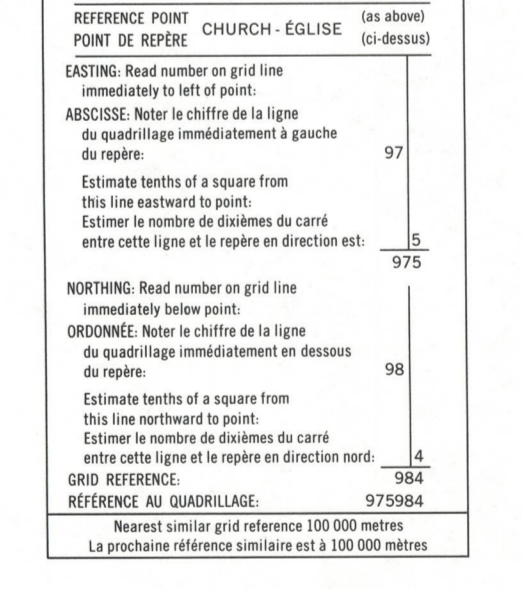 REFERENCE POINT CHURCH - ÉGLISE (as above)
POINT DE REPÈRE (ci-dessus)
EASTING: Read number on grid line
immediately to left of point:
ABSCISSE: Noter le chiffre de la ligne
du quadrillage immédiatement à gauche
du repère: 97
Estimate tenths of a square from
this line eastward to point:
Estimer le nombre de dixièmes du carré
entre cette ligne et le repère en direction est: 5
975
NORTHING: Read number on grid line
immediately below point:
ORDONNÉE: Noter le chiffre de la ligne
du quadrillage immédiatement en dessous
du repère: 98
Estimate tenths of a square from
this line northward to point:
Estimer le nombre de dixièmes du carré
entre cette ligne et le repère en direction nord: 4
GRID REFERENCE: 984
RÉFÉRENCE AU QUADRILLAGE: 975984
Nearest similar grid reference 100 000 metres
La prochaine référence similaire est à 100 000 mètres